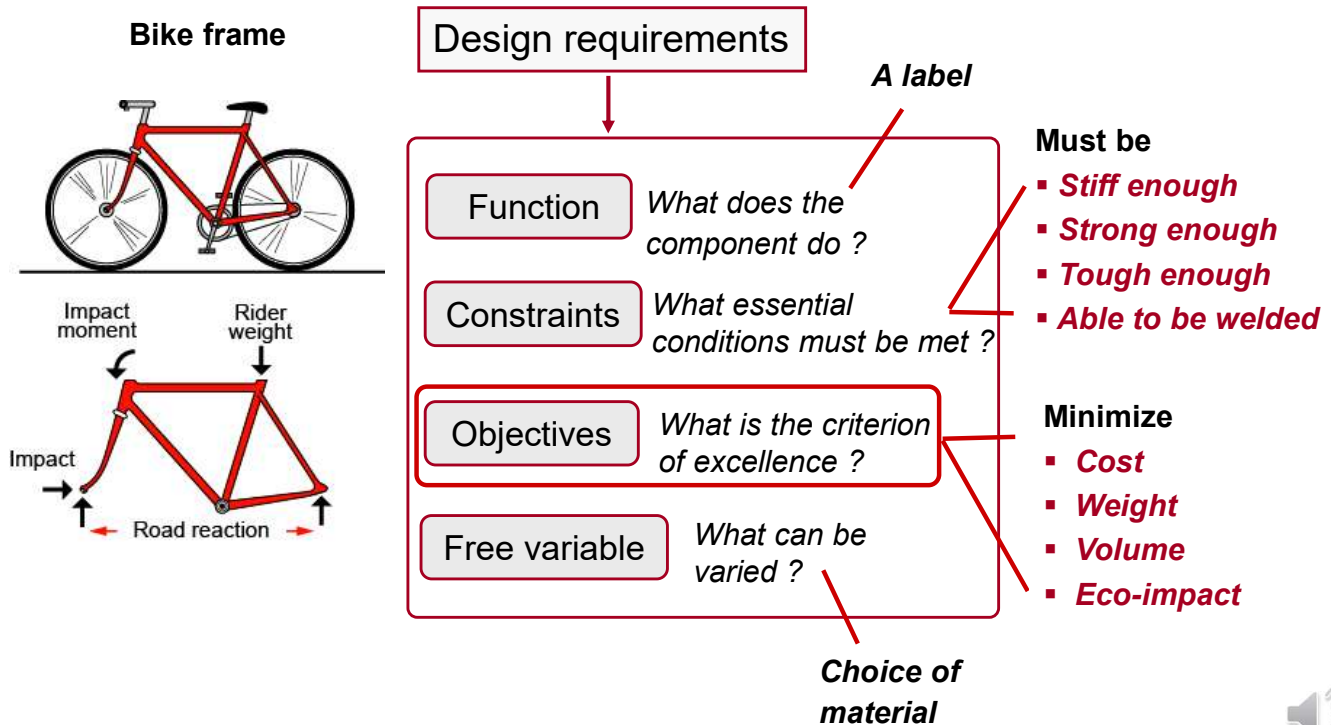 Bike frame
Impact
moment
Rider
weight
Impact
Road reaction
Design requirements
A label
Function
What does the
component do ?
Constraints
What essential
conditions must be met ?
Objectives
What is the criterion
of excellence ?
Free variable
What can be
varied ?
Choice of
material
Must be
▪ Stiff enough
▪ Strong enough
▪ Tough enough
▪ Able to be welded
Minimize
▪ Cost
▪ Weight
▪ Volume
▪ Eco-impact